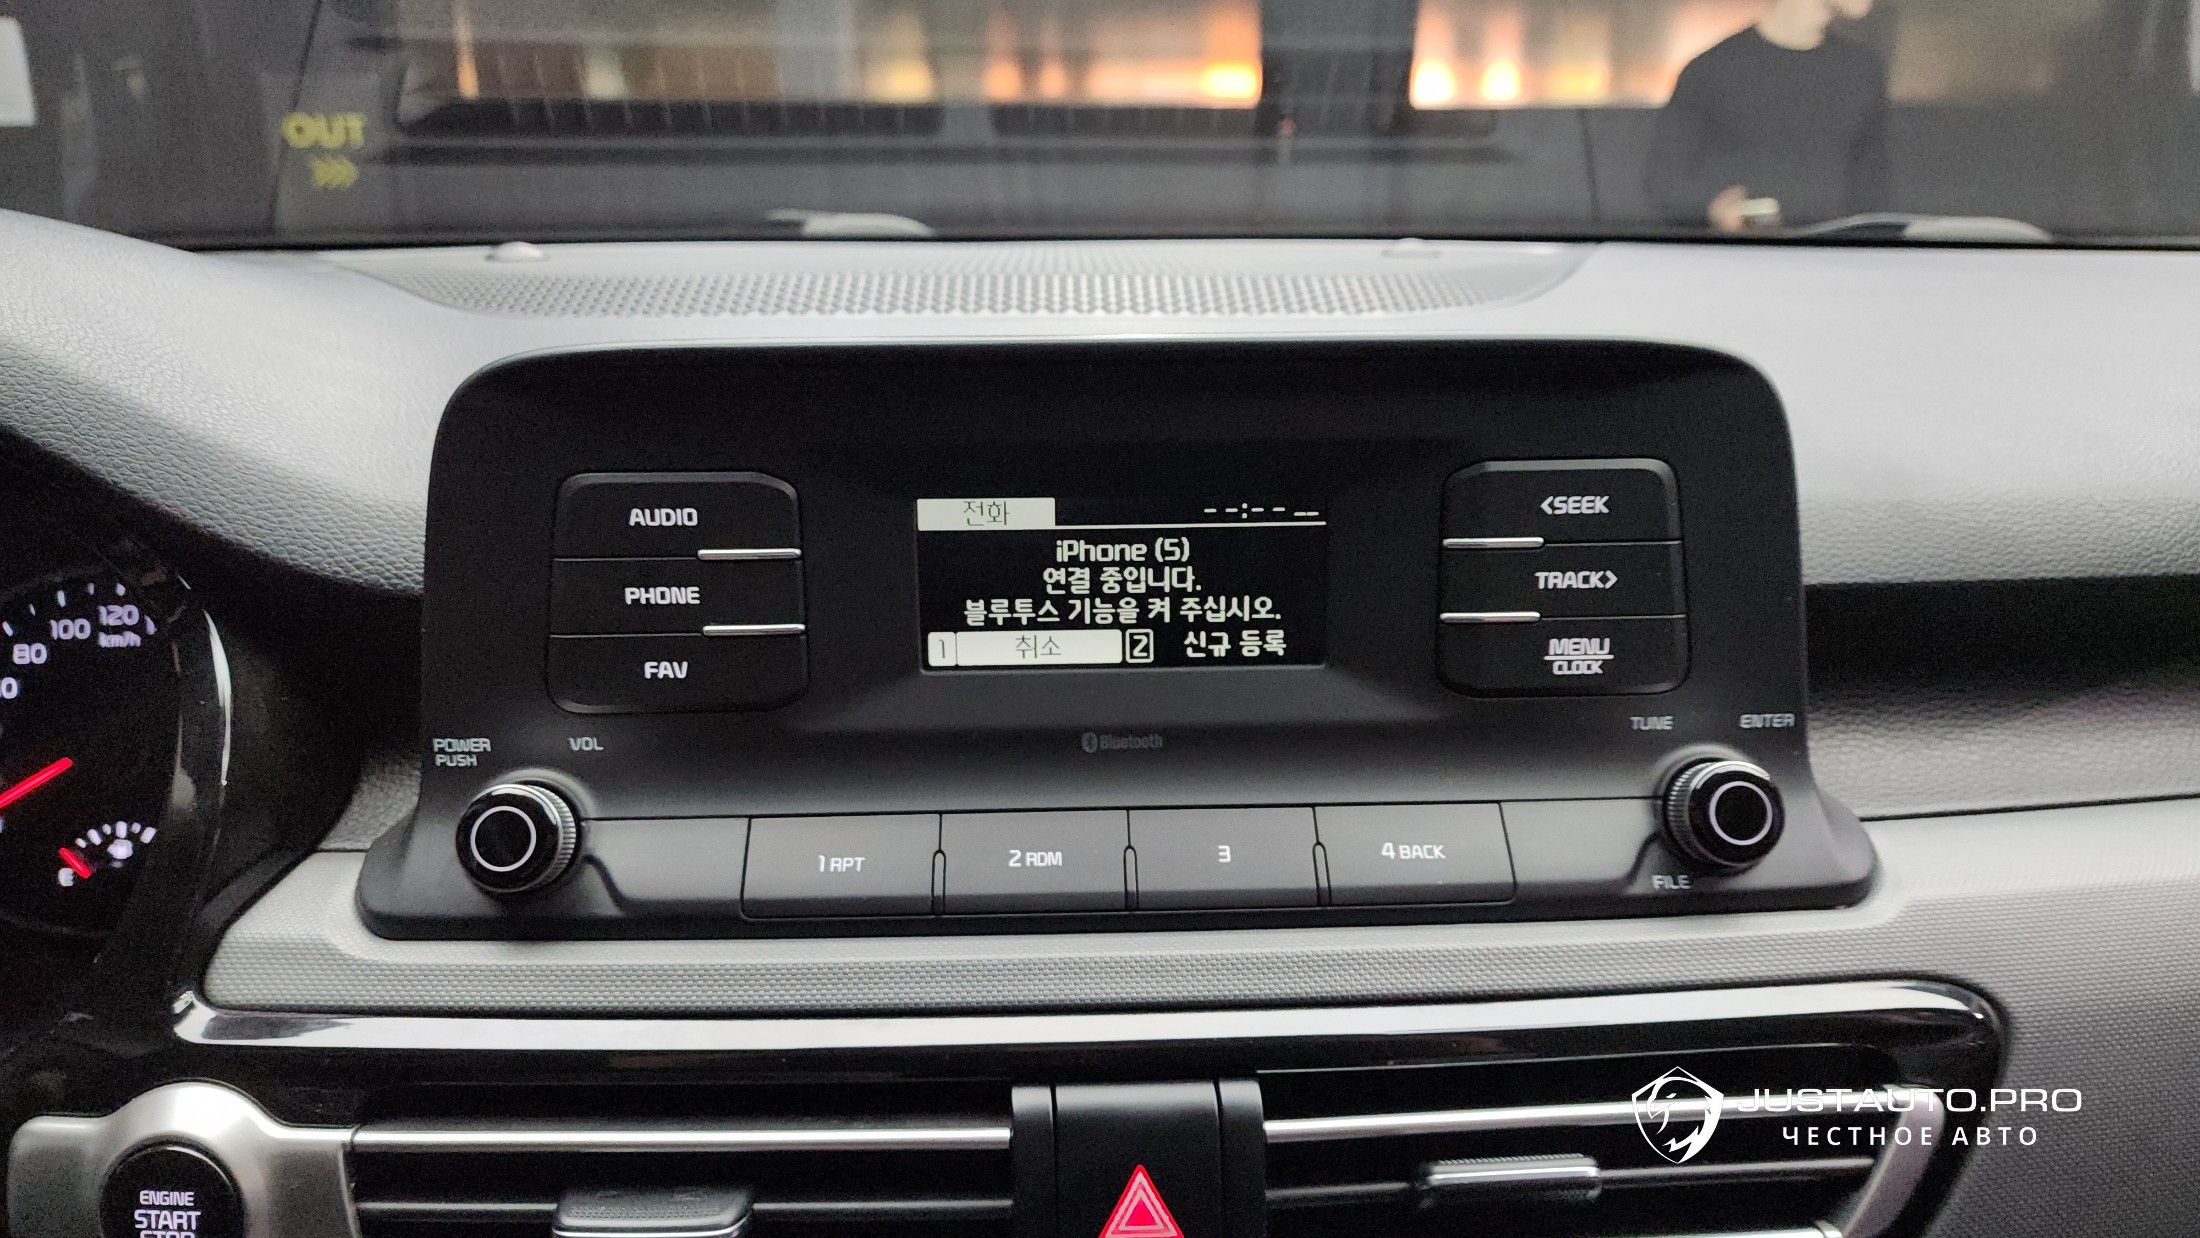 OUT
>>>
AUDIO
PHONE
FAV
전화
--:-- --
iPhone (5)
연결 중입니다.
블루투스 기능을 켜 주십시오.
1 취소 2 신규 등록
<SEEK
TRACK>
MENU
CLOCK
POWER
PUSH
VOL
Bluetooth
TUNE
ENTER
1 RPT
2 RDM
3
4 BACK
FILE
120
100
km/h
80
E
ENGINE
START
STOP
JUSTAUTO.PRO
ЧЕСТНОЕ АВТО